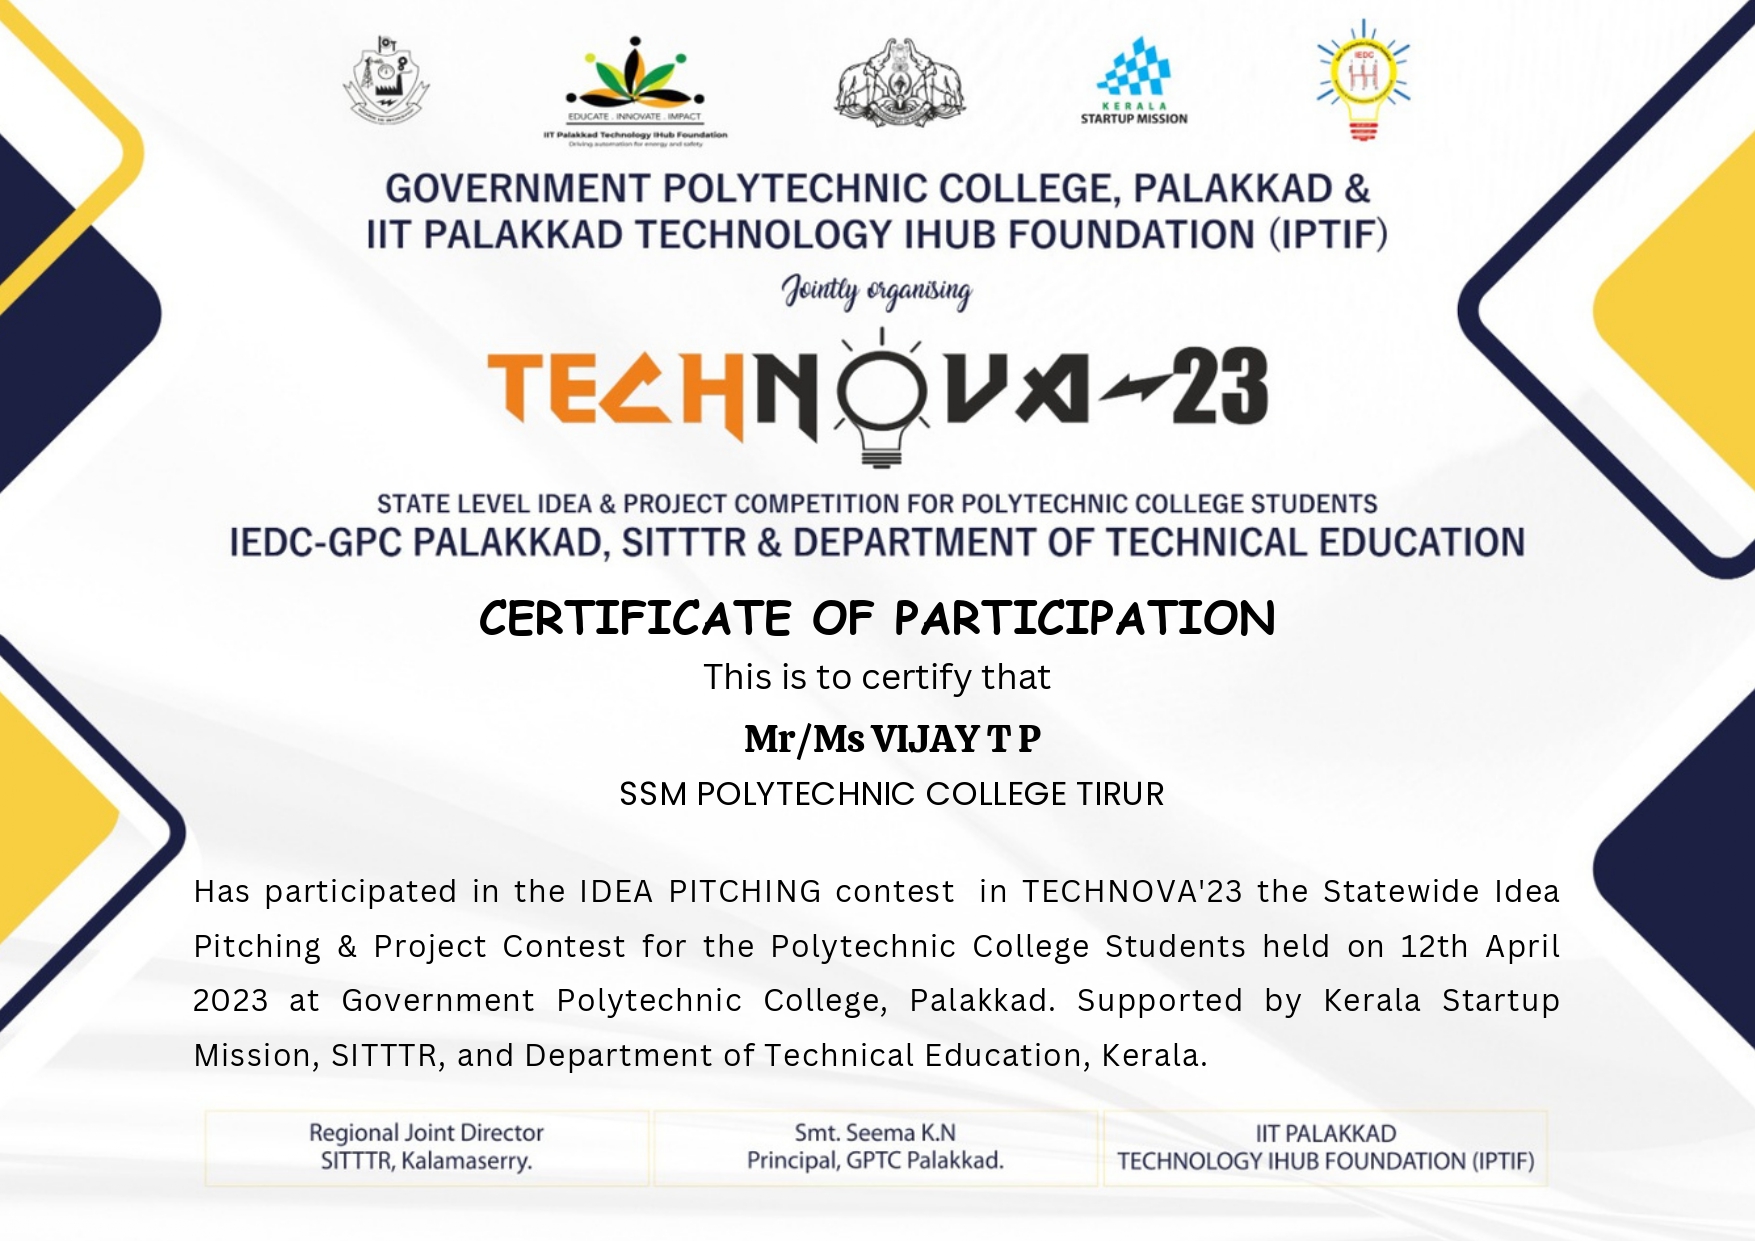 EDUCATE . INNOVATE . IMPACT
IIT Palakkad Technology IHub Foundation
Driving automation for energy and safety
KERALA
STARTUP MISSION
IEDC
GOVERNMENT POLYTECHNIC COLLEGE, PALAKKAD &
IIT PALAKKAD TECHNOLOGY IHUB FOUNDATION (IPTIF)
Jointly organising
TECHNOVA-23
STATE LEVEL IDEA & PROJECT COMPETITION FOR POLYTECHNIC COLLEGE STUDENTS
IEDC-GPC PALAKKAD, SITTTR & DEPARTMENT OF TECHNICAL EDUCATION
CERTIFICATE OF PARTICIPATION
This is to certify that
Mr/Ms VIJAY T P
SSM POLYTECHNIC COLLEGE TIRUR
Has participated in the IDEA PITCHING contest in TECHNOVA'23 the Statewide Idea
Pitching & Project Contest for the Polytechnic College Students held on 12th April
2023 at Government Polytechnic College, Palakkad. Supported by Kerala Startup
Mission, SITTTR, and Department of Technical Education, Kerala.
Regional Joint Director
SITTTR, Kalamaserry.
Smt. Seema K.N
Principal, GPTC Palakkad.
IIT PALAKKAD
TECHNOLOGY IHUB FOUNDATION (IPTIF)